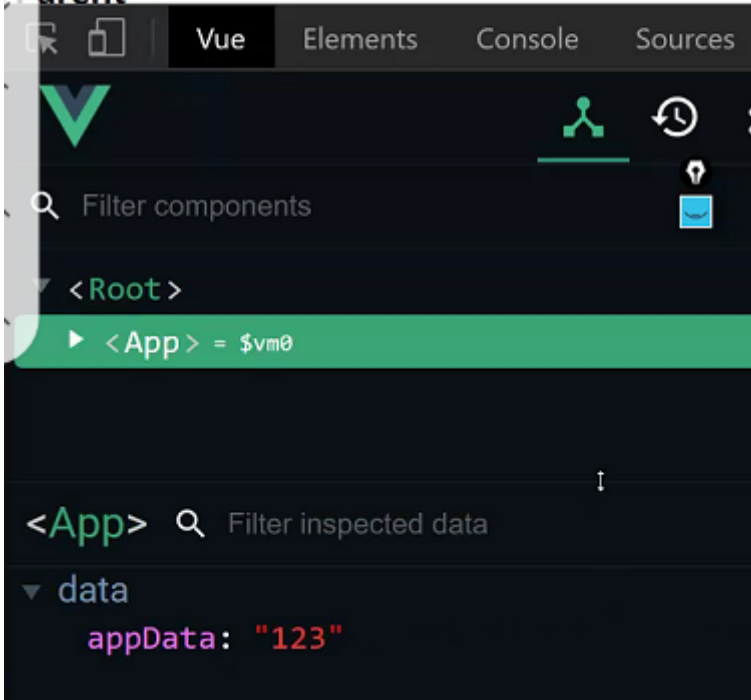 Vue Elements Console Sources
Filter components
<Root>
<App> = $vm0
<App> Filter inspected data
data
appData: "123"